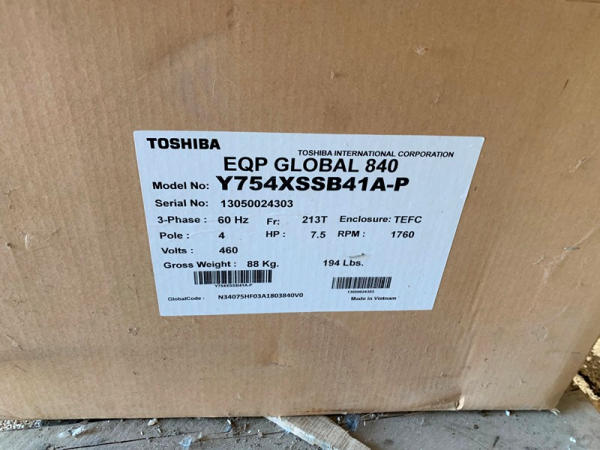 TOSHIBA
TOSHIBA INTERNATIONAL CORPORATION
EQP GLOBAL 840
Model No: Y754XSSB41A-P
Serial No: 13050024303
3-Phase : 60 Hz Fr: 213T Enclosure: TEFC
Pole : 4 HP : 7.5 RPM : 1760
Volts : 460
Gross Weight : 88 Kg. 194 Lbs.
Y754XSSB41A-P 13050024303
GlobalCode : N34075HF03A1803840V0 Made in Vietnam